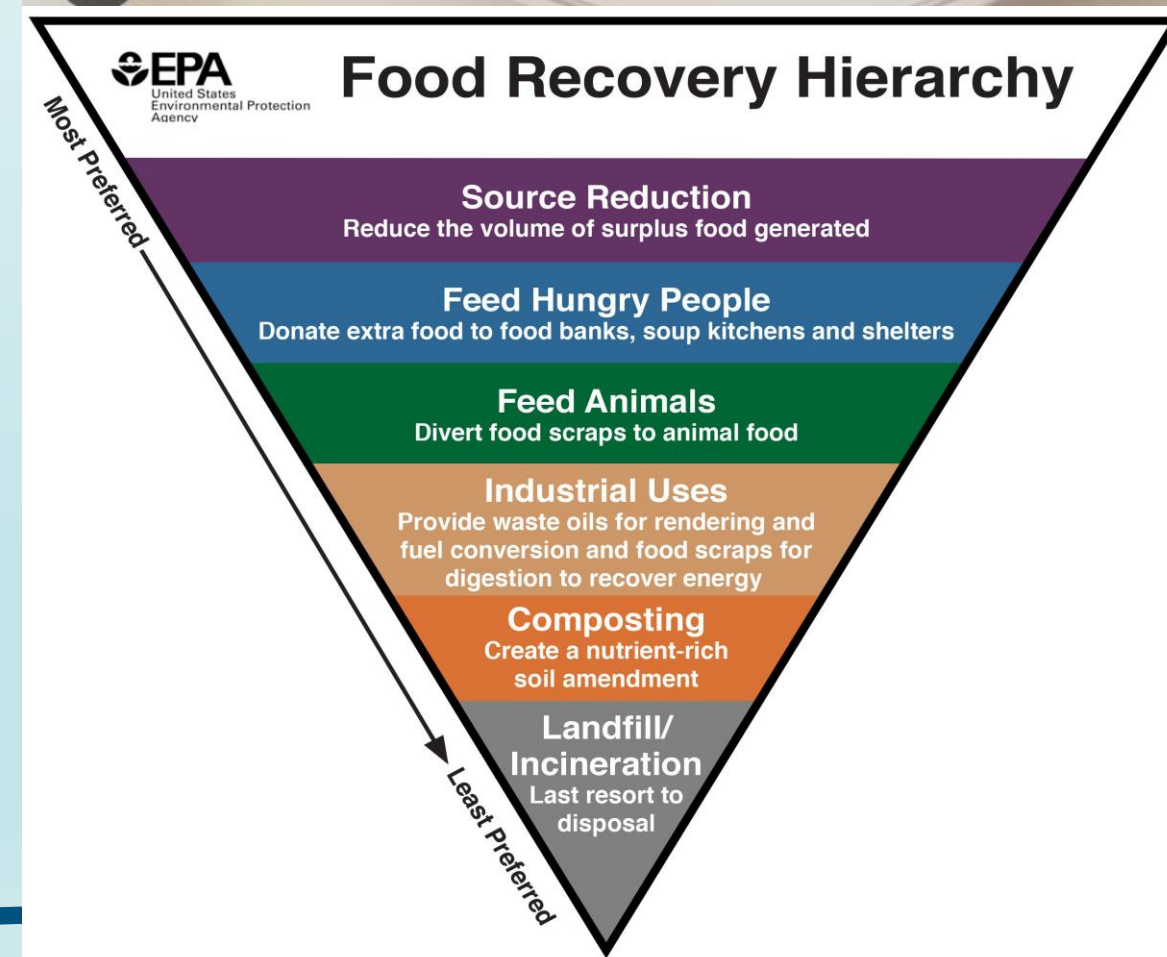 EPA
United States
Environmental Protection
Agency
Food Recovery Hierarchy
Most Preferred
Source Reduction
Reduce the volume of surplus food generated
Feed Hungry People
Donate extra food to food banks, soup kitchens and shelters
Feed Animals
Divert food scraps to animal food
Industrial Uses
Provide waste oils for rendering and
fuel conversion and food scraps for
digestion to recover energy
Composting
Create a nutrient-rich
soil amendment
Landfill/
Incineration
Last resort to
disposal
Least Preferred